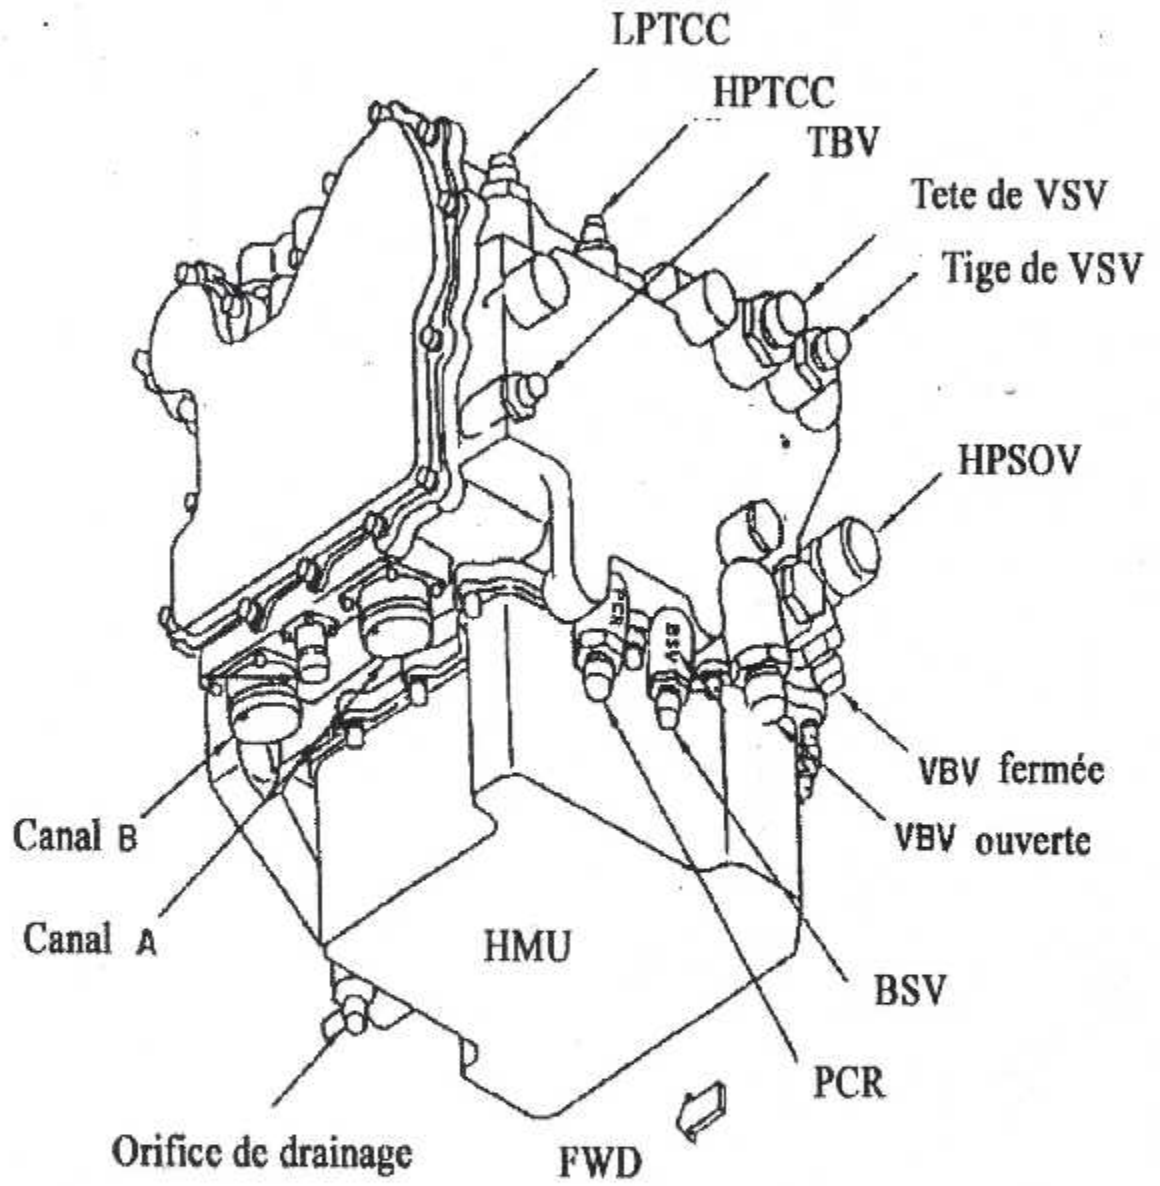 LPTCC
HPTCC
TBV
Tete de VSV
Tige de VSV
HPSOV
PCR
BSV
VBV fermée
VBV ouverte
Canal B
Canal A
HMU
BSV
PCR
Orifice de drainage
FWD